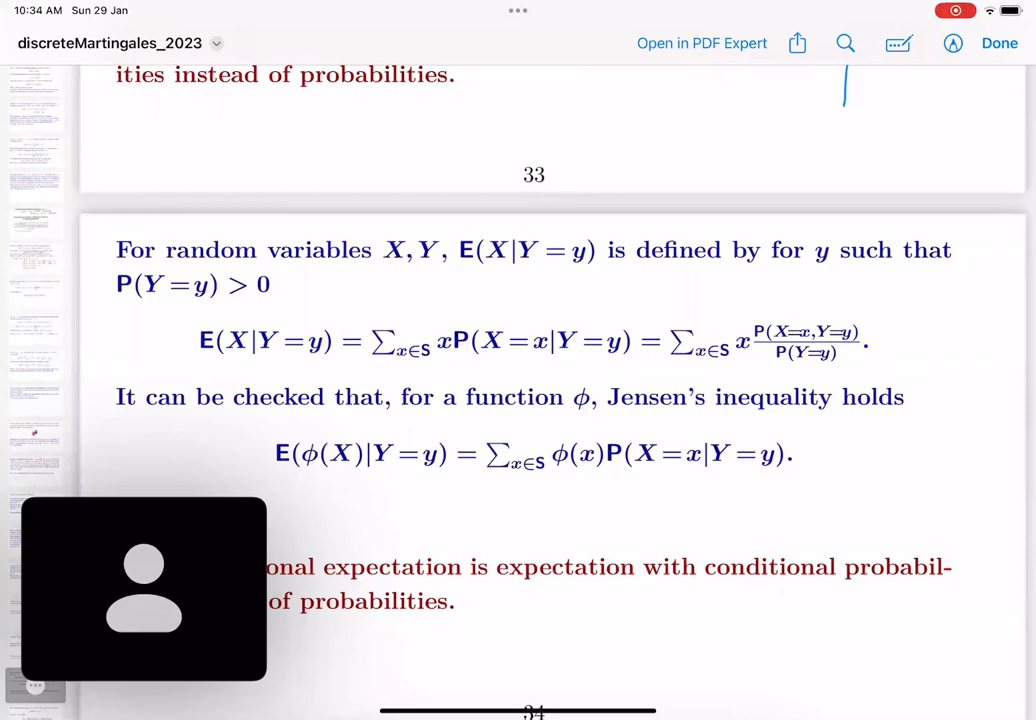 10:34 AM Sun 29 Jan
discreteMartingales_2023
Open in PDF Expert
Done
ities instead of probabilities.
33
For random variables X, Y, E(X|Y = y) is defined by for y such that
P(Y = y) > 0
E(X|Y = y) = ∑x∈S xP(X = x|Y = y) = ∑x∈S x P(X=x,Y=y)/P(Y=y).
It can be checked that, for a function ϕ, Jensen's inequality holds
E(ϕ(X)|Y = y) = ∑x∈S ϕ(x)P(X = x|Y = y).
onal expectation is expectation with conditional probabil-
of probabilities.
34